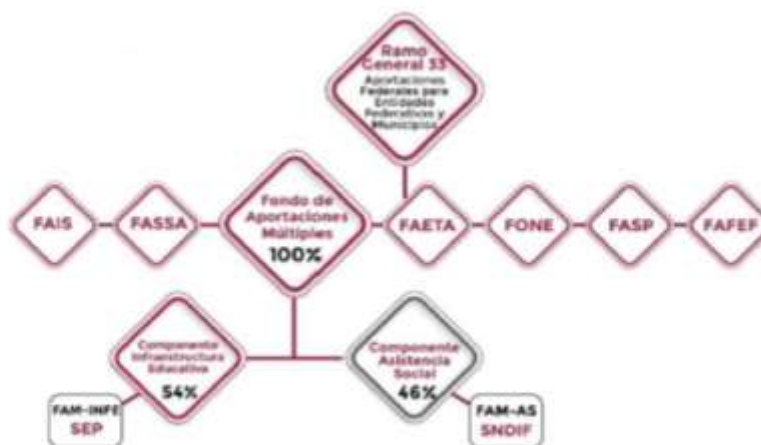 Ramo
General 33
Aportaciones
Federales para
Entidades
Federativas y
Municipios
FAIS
FASSA
Fondo de
Aportaciones
Múltiples
100%
FAETA
FONE
FASP
FAFEF
Componente
Infraestructura
Educativa
54%
Componente
Asistencia
Social
46%
FAM-INFE
SEP
FAM-AS
SNDIF